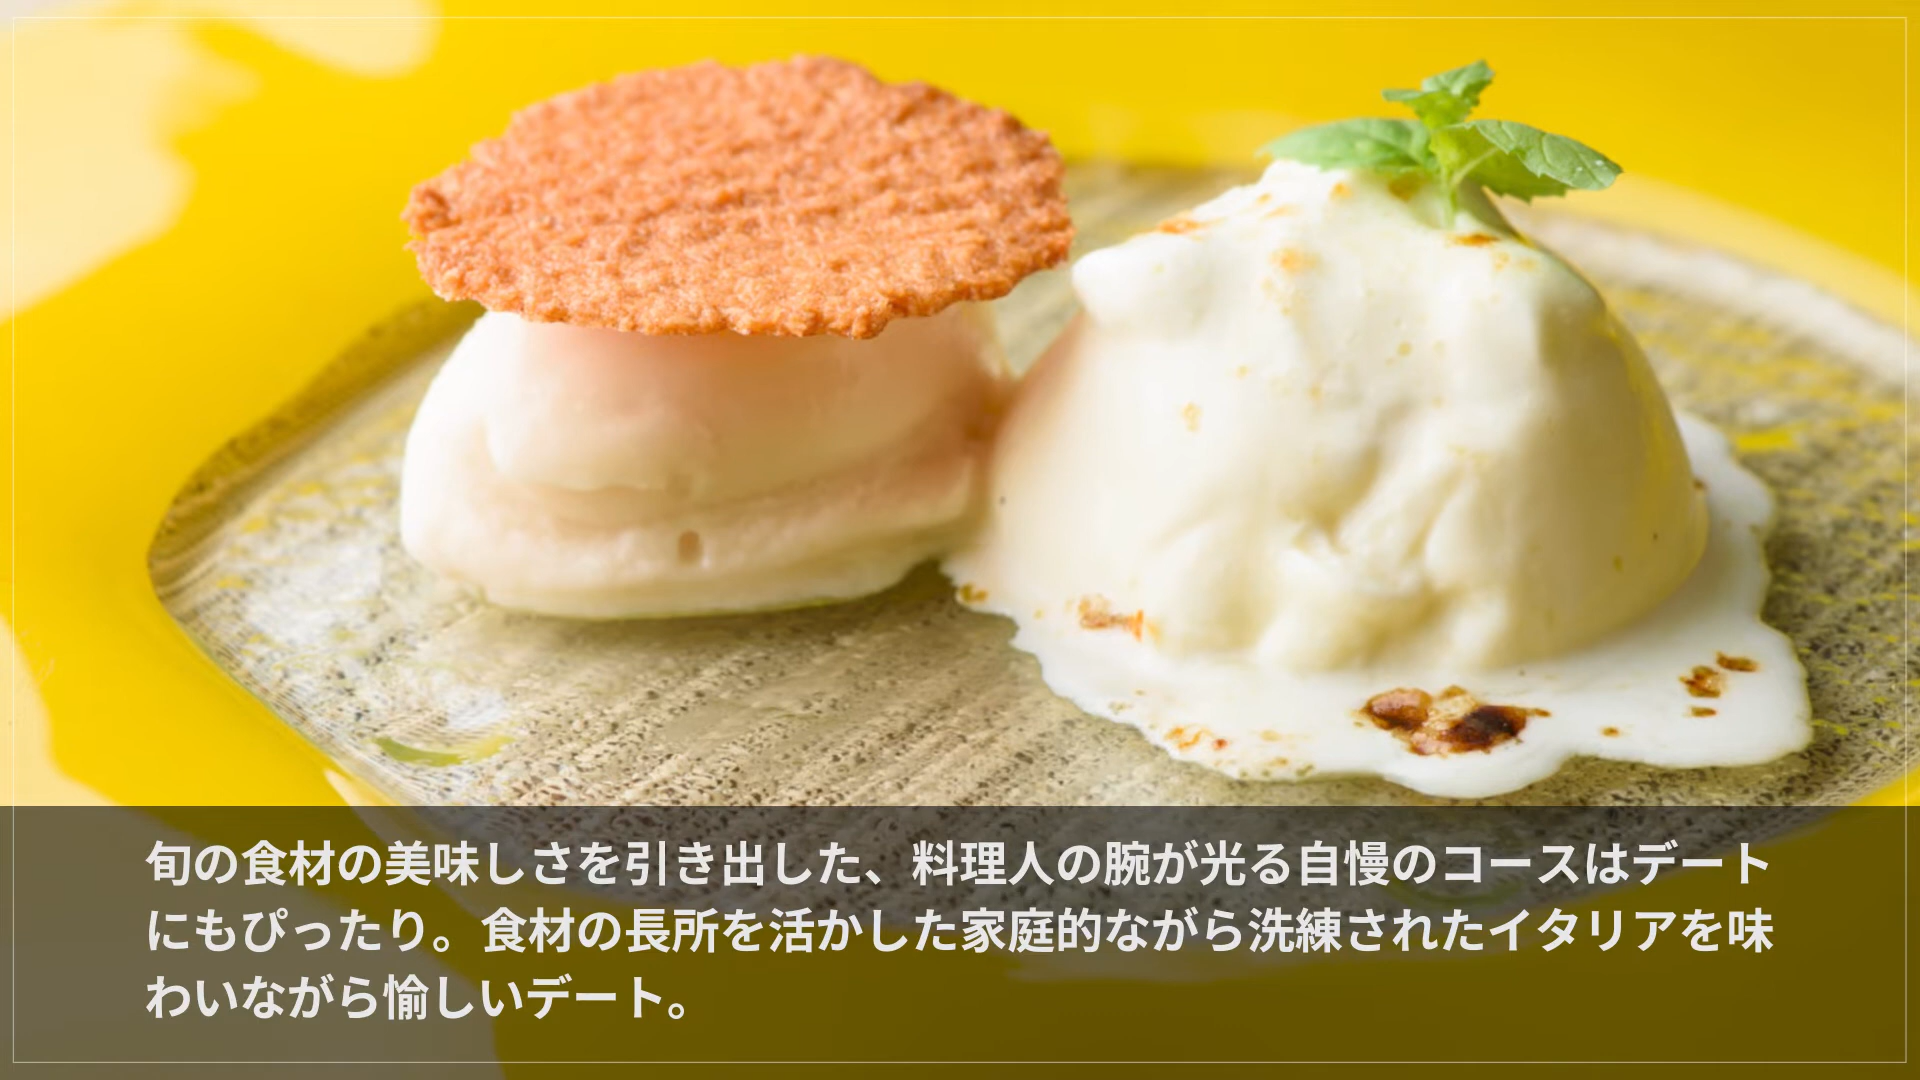 旬の食材の美味しさを引き出した、料理人の腕が光る自慢のコースはデート
にもぴったり。食材の長所を活かした家庭的ながら洗練されたイタリアを味
わいながら愉しいデート。